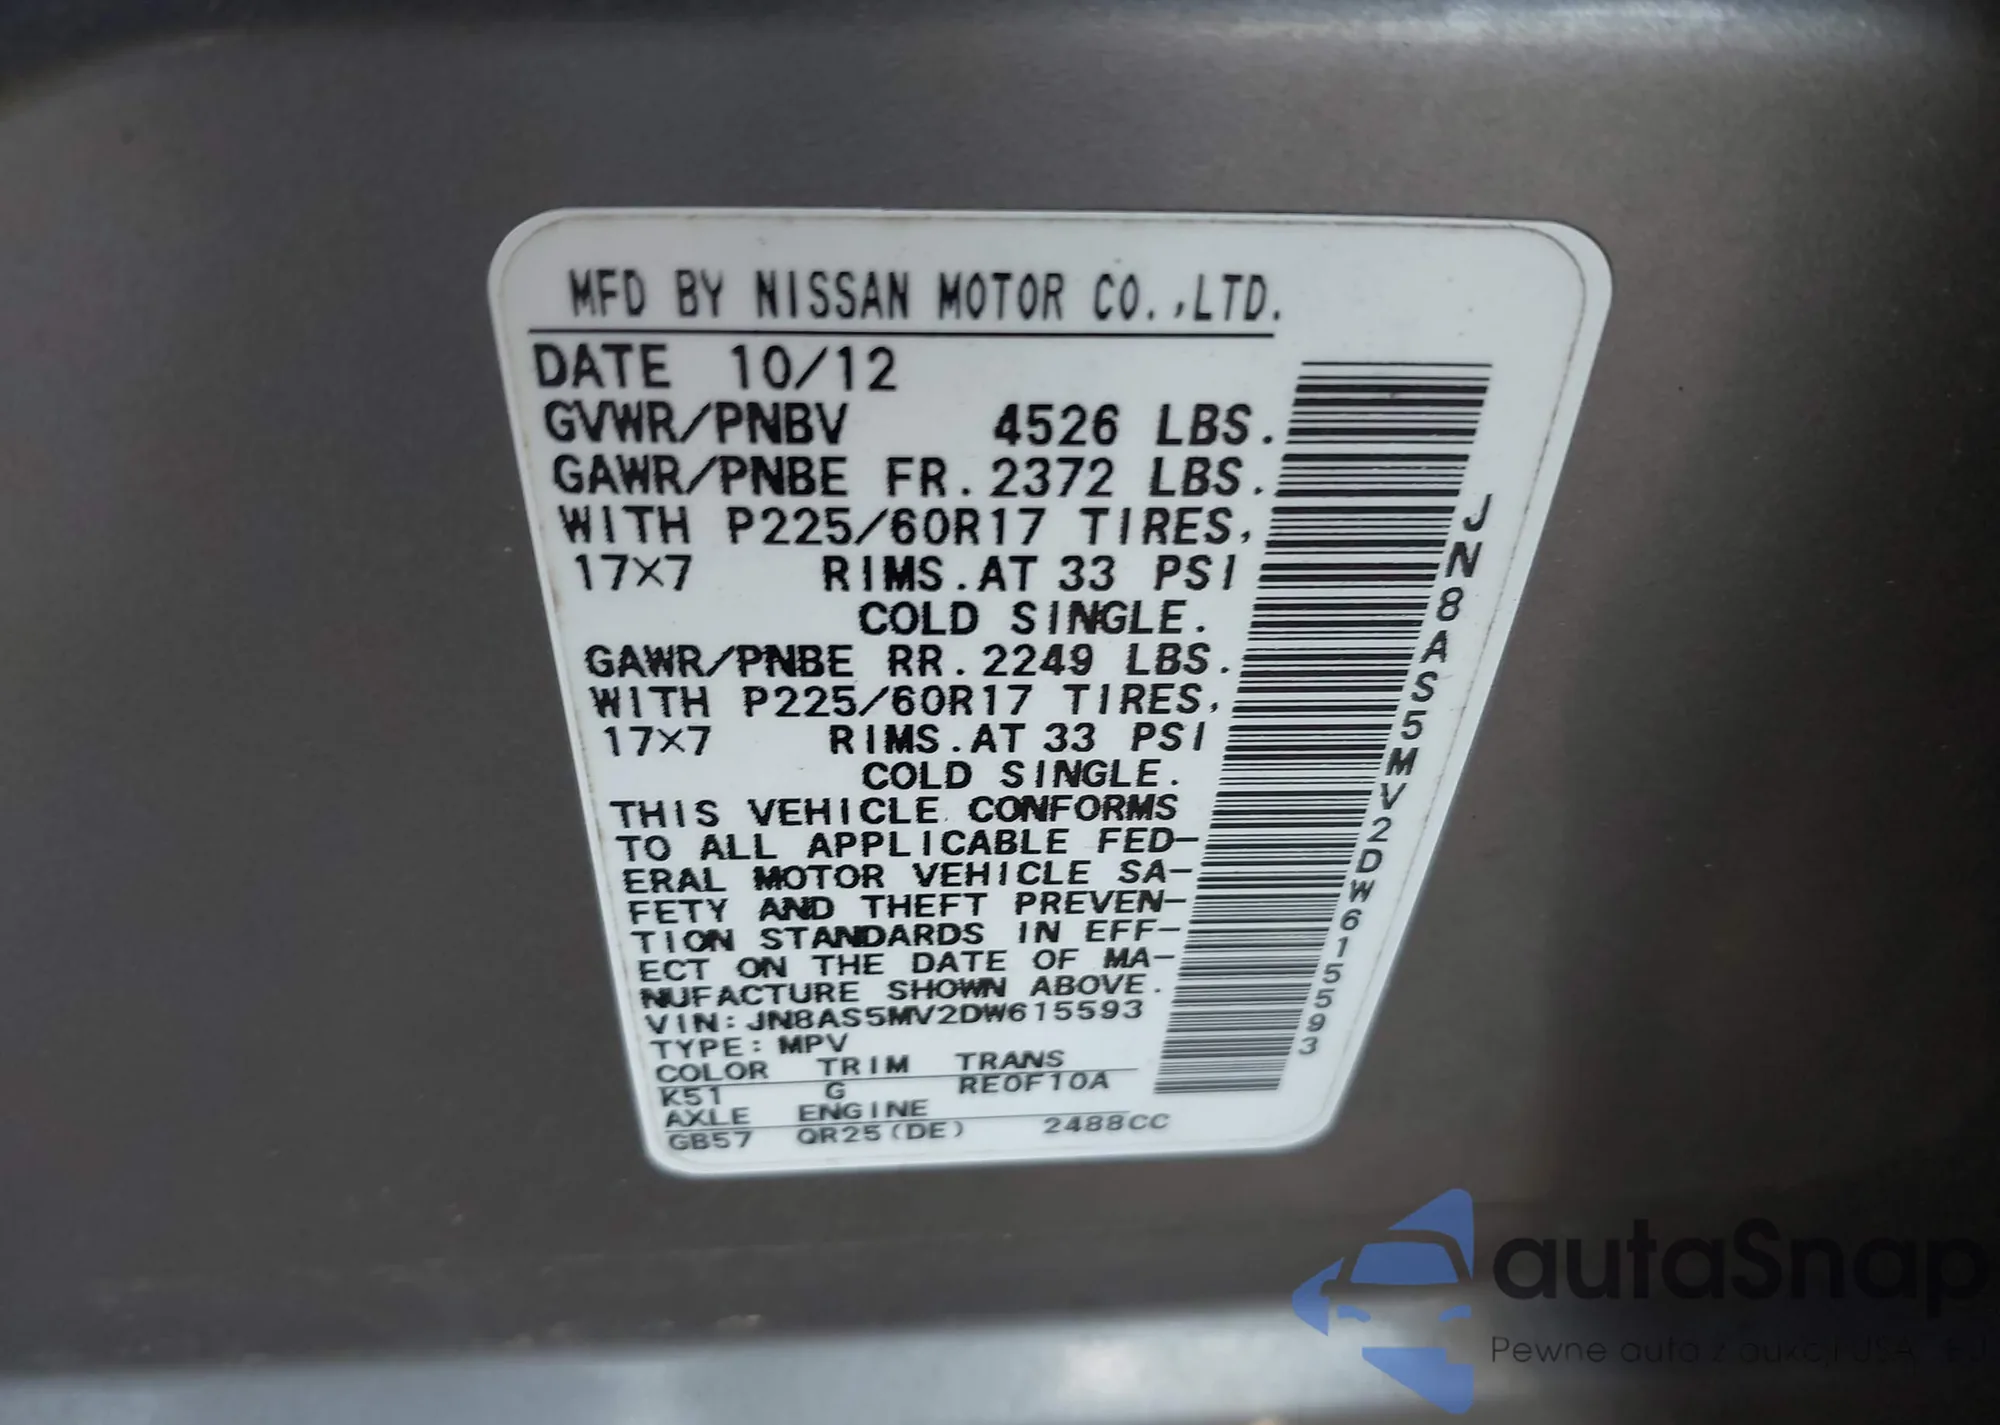 MFD BY NISSAN MOTOR CO.,LTD.
DATE 10/12
GVWR/PNBV 4526 LBS.
GAWR/PNBE FR.2372 LBS.
WITH P225/60R17 TIRES,
17×7 RIMS.AT 33 PSI
COLD SINGLE.
GAWR/PNBE RR.2249 LBS.
WITH P225/60R17 TIRES,
17×7 RIMS.AT 33 PSI
COLD SINGLE.
THIS VEHICLE CONFORMS
TO ALL APPLICABLE FED-
ERAL MOTOR VEHICLE SA-
FETY AND THEFT PREVEN-
TION STANDARDS IN EFF-
ECT ON THE DATE OF MA-
NUFACTURE SHOWN ABOVE.
VIN:JN8AS5MV2DW615593
TYPE:MPV
COLOR TRIM TRANS
K51 G RE0F10A
AXLE ENGINE
GB57 QR25(DE) 2488CC
JN8AS5MV2DW615593
autaSnap
Pewne auta z aukcji USA